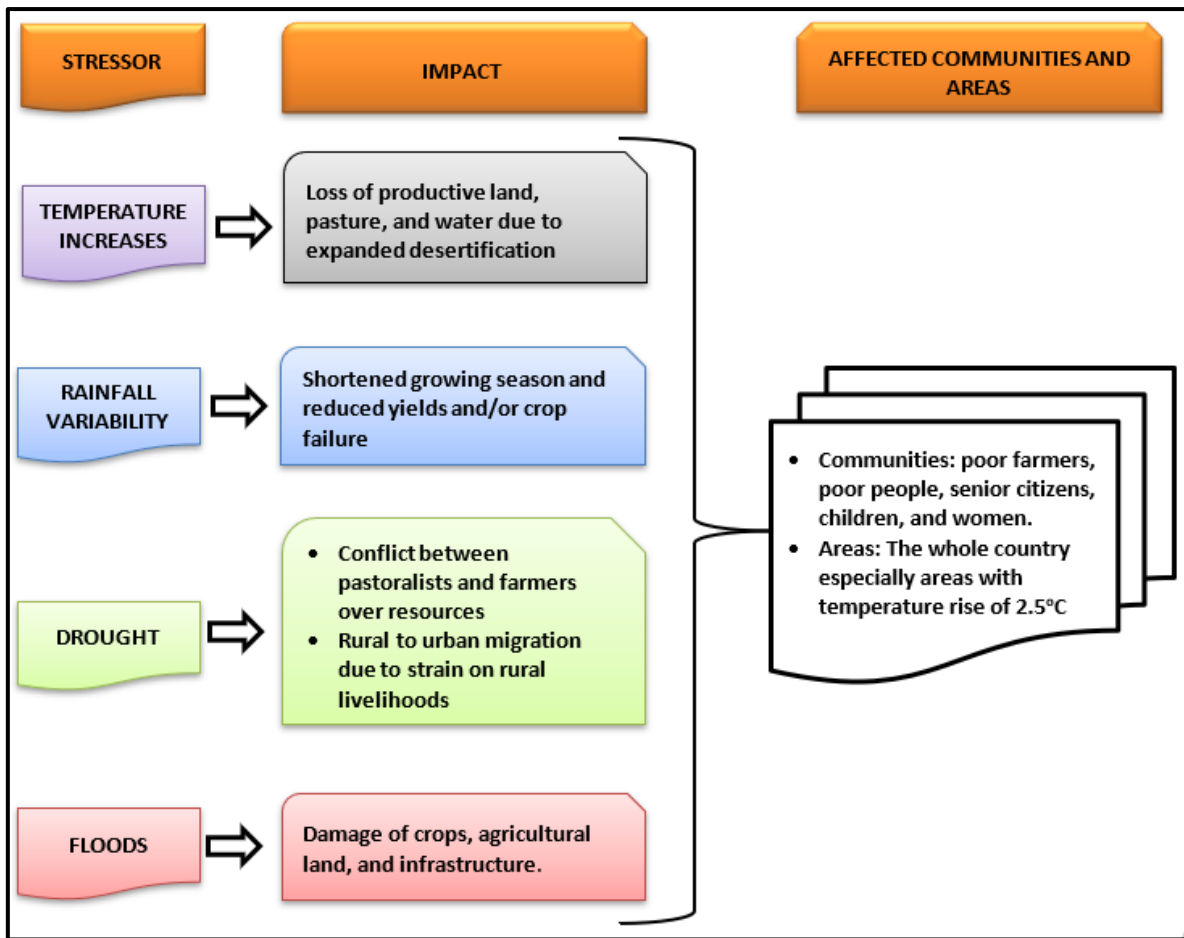 STRESSOR
IMPACT
AFFECTED COMMUNITIES AND
AREAS
TEMPERATURE
INCREASES
Loss of productive land,
pasture, and water due to
expanded desertification
RAINFALL
VARIABILITY
Shortened growing season and
reduced yields and/or crop
failure
DROUGHT
• Conflict between
pastoralists and farmers
over resources
• Rural to urban migration
due to strain on rural
livelihoods
FLOODS
Damage of crops, agricultural
land, and infrastructure.
• Communities: poor farmers,
poor people, senior citizens,
children, and women.
• Areas: The whole country
especially areas with
temperature rise of 2.5°C